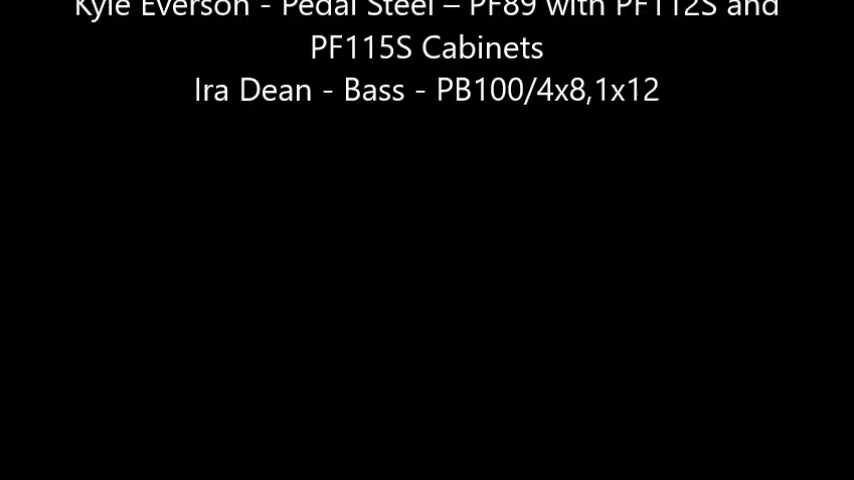 Kyle Everson - Pedal Steel – PF89 with PF112S and
PF115S Cabinets
Ira Dean - Bass - PB100/4x8,1x12